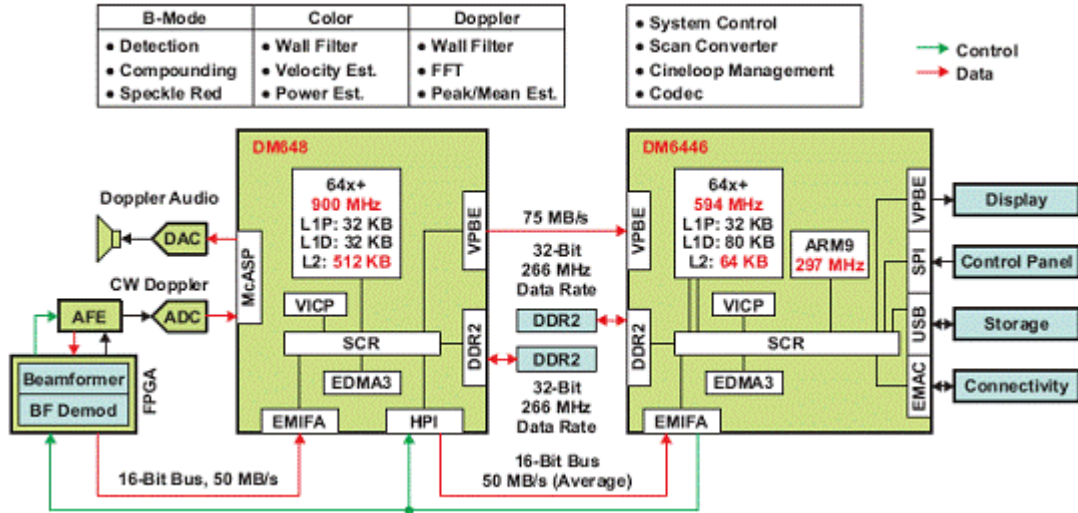 B-Mode
Color
Doppler
● Detection
● Compounding
● Speckle Red
● Wall Filter
● Velocity Est.
● Power Est.
● Wall Filter
● FFT
● Peak/Mean Est.
● System Control
● Scan Converter
● Cineloop Management
● Codec
Control
Data
DM648
64x+
900 MHz
L1P: 32 KB
L1D: 32 KB
L2: 512 KB
VICP
SCR
EDMA3
McASP
VPBE
DDR2
EMIFA
HPI
Doppler Audio
DAC
CW Doppler
AFE
ADC
Beamformer
BF Demod
FPGA
16-Bit Bus, 50 MB/s
75 MB/s
32-Bit
266 MHz
Data Rate
DDR2
DDR2
32-Bit
266 MHz
Data Rate
16-Bit Bus
50 MB/s (Average)
DM6446
64x+
594 MHz
L1P: 32 KB
L1D: 80 KB
L2: 64 KB
ARM9
297 MHz
VICP
SCR
EDMA3
VPBE
DDR2
EMIFA
VPBE
SPI
USB
EMAC
Display
Control Panel
Storage
Connectivity